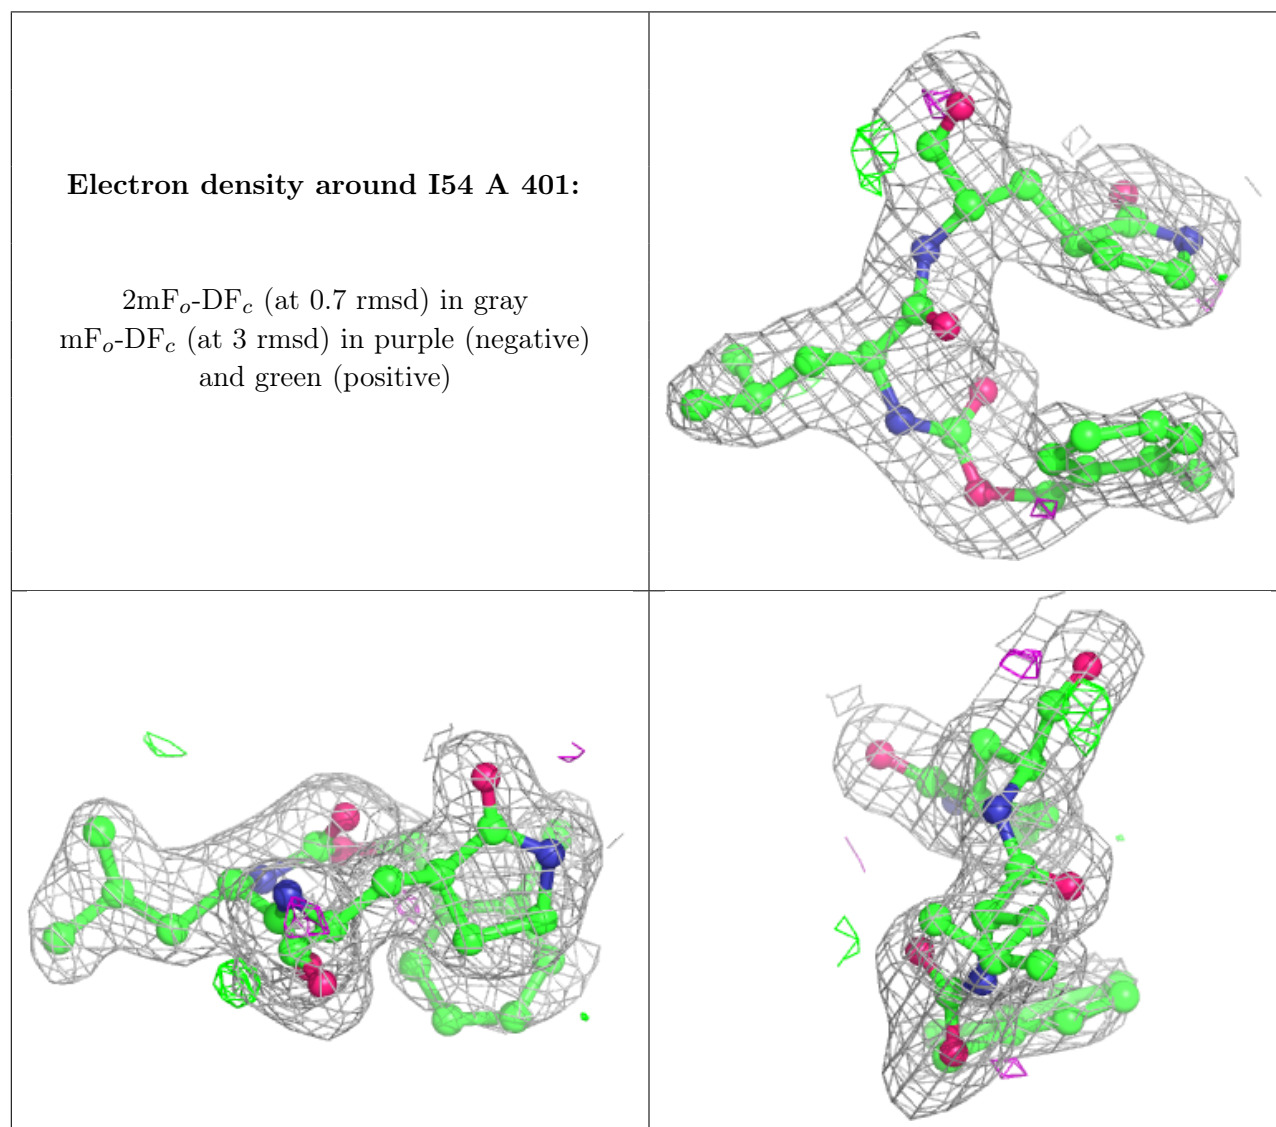 Electron density around I54 A 401:
2mFo-DFc (at 0.7 rmsd) in gray
mFo-DFc (at 3 rmsd) in purple (negative)
and green (positive)